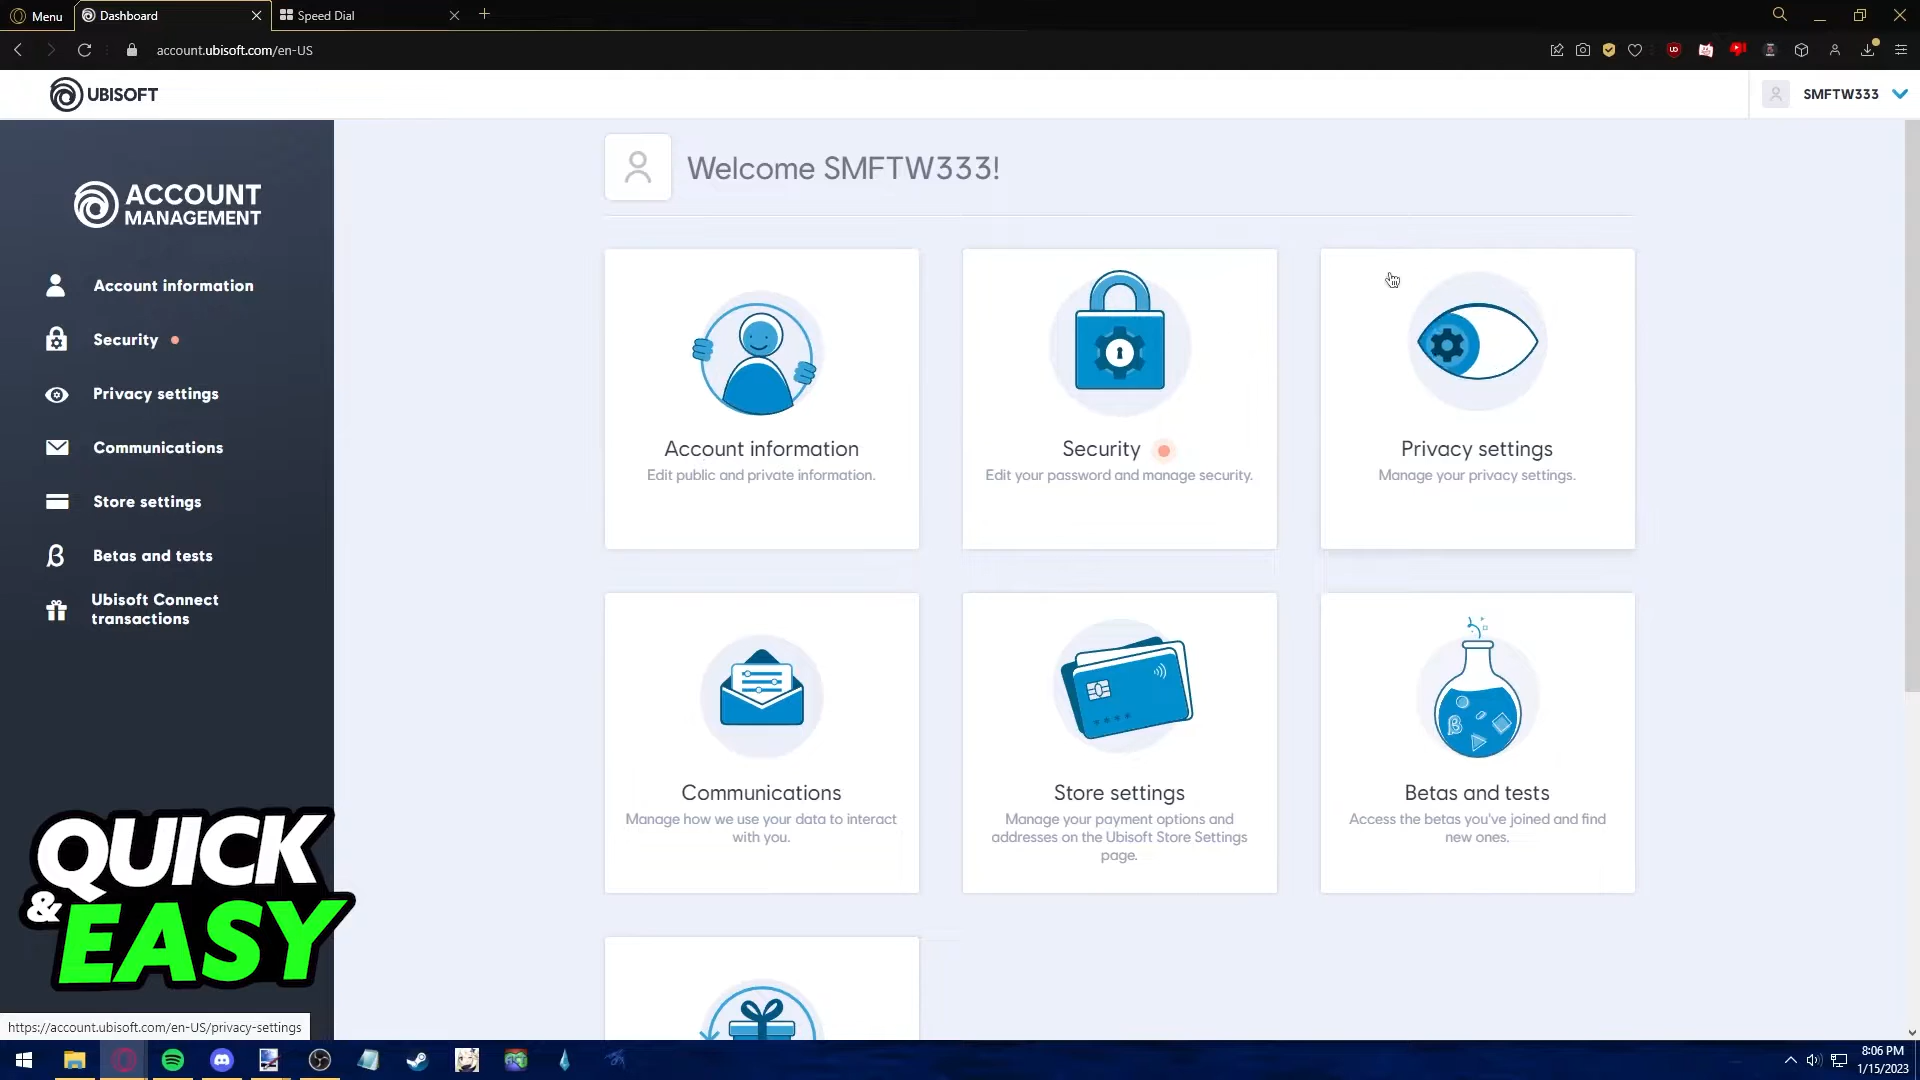 Menu
Dashboard
Speed Dial
account.ubisoft.com/en-US
UBISOFT
SMFTW333
ACCOUNT
MANAGEMENT
Account information
Security
Privacy settings
Communications
Store settings
Betas and tests
Ubisoft Connect
transactions
Welcome SMFTW333!
Account information
Edit public and private information.
Security
Edit your password and manage security.
Privacy settings
Manage your privacy settings.
Communications
Manage how we use your data to interact
with you.
Store settings
Manage your payment options and
addresses on the Ubisoft Store Settings
page.
Betas and tests
Access the betas you've joined and find
new ones.
QUICK
& EASY
https://account.ubisoft.com/en-US/privacy-settings
8:06 PM
1/15/2023